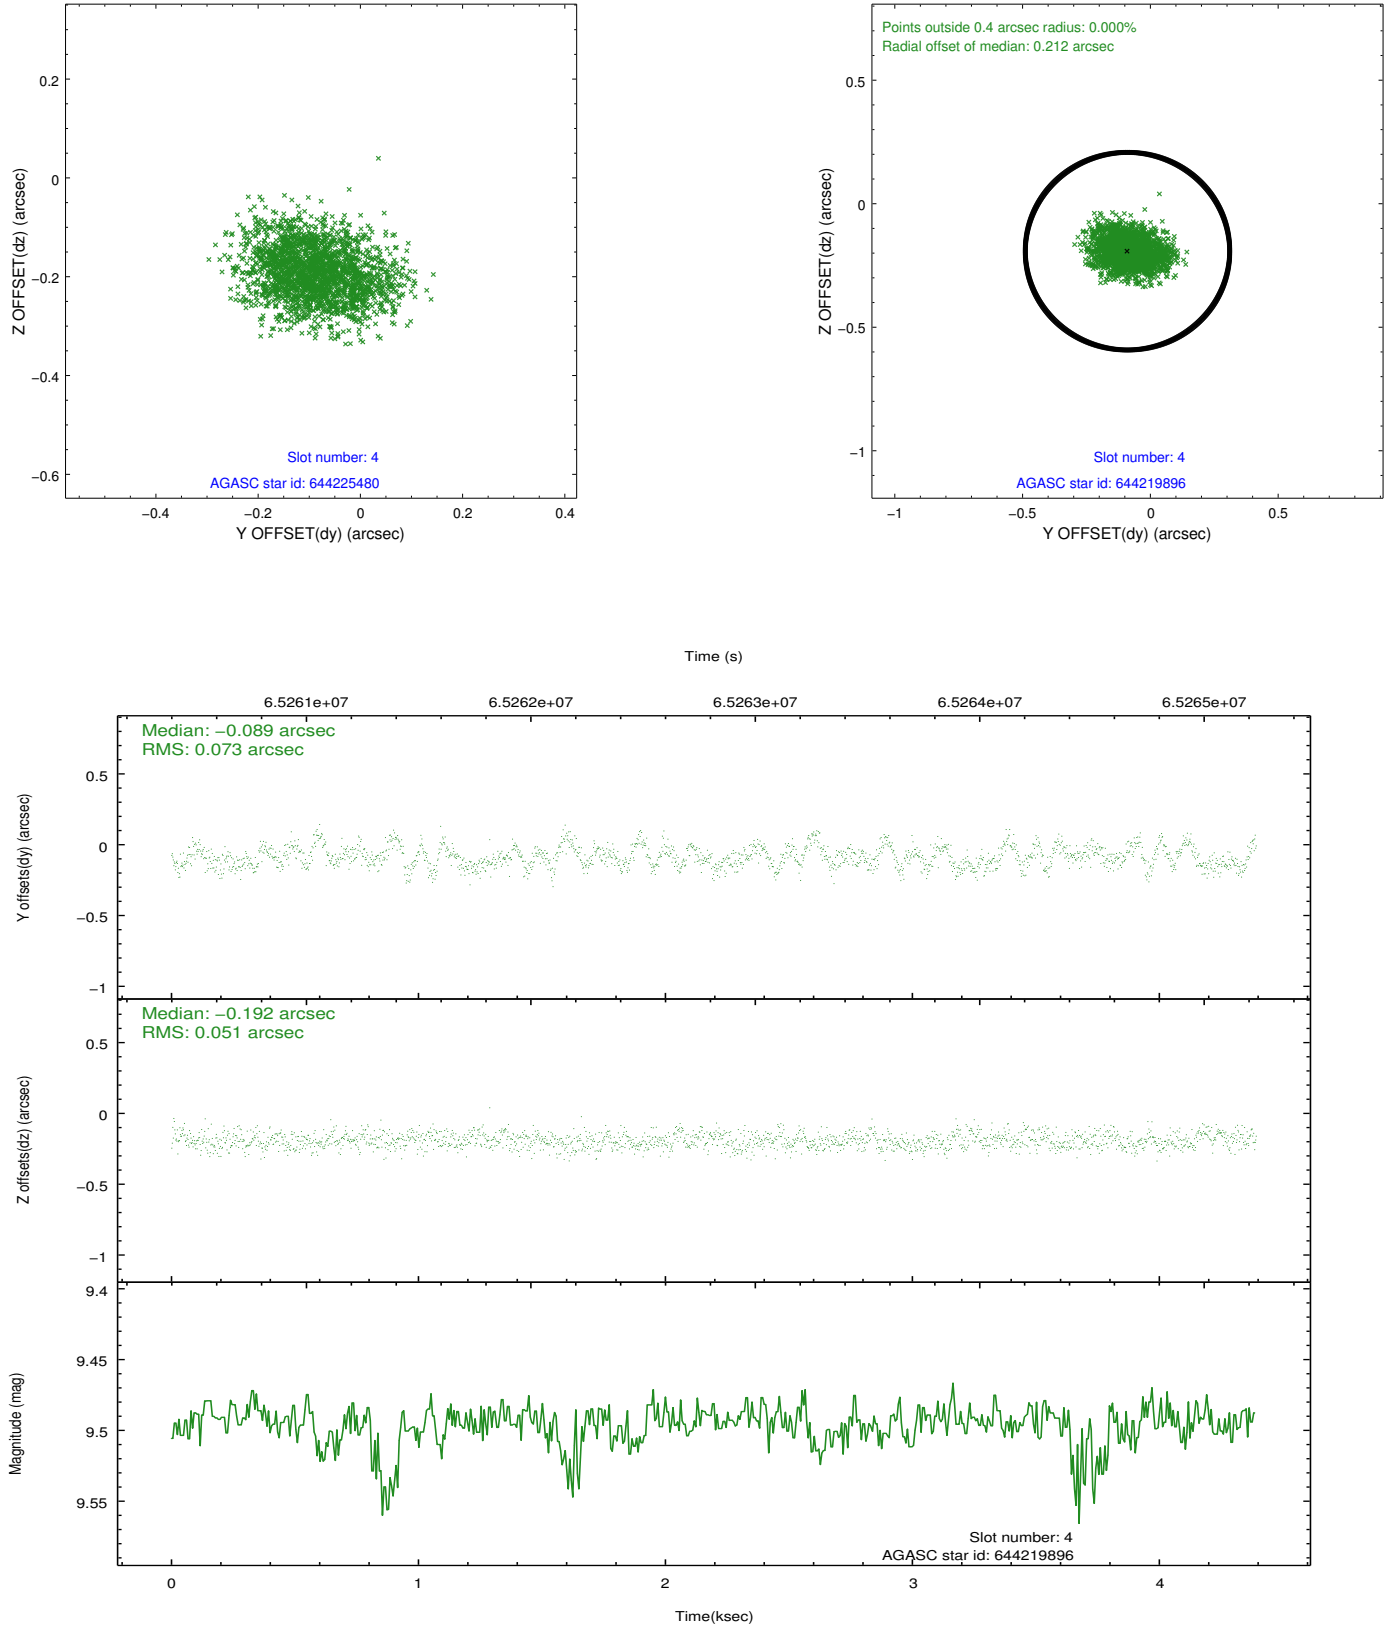 Points outside 0.4 arcsec radius: 0.000%
Radial offset of median: 0.212 arcsec
0.2
0
−0.2
−0.4
−0.6
Z OFFSET(dz) (arcsec)
Slot number: 4
AGASC star id: 644225480
−0.4
−0.2
0
0.2
0.4
Y OFFSET(dy) (arcsec)
0.5
0
−0.5
−1
Z OFFSET(dz) (arcsec)
Slot number: 4
AGASC star id: 644219896
−1
−0.5
0
0.5
Y OFFSET(dy) (arcsec)
Time (s)
6.5261e+07
6.5262e+07
6.5263e+07
6.5264e+07
6.5265e+07
Median: −0.089 arcsec
RMS: 0.073 arcsec
0.5
0
−0.5
−1
Y offsets(dy) (arcsec)
Median: −0.192 arcsec
RMS: 0.051 arcsec
0.5
0
−0.5
−1
Z offsets(dz) (arcsec)
9.4
9.45
9.5
9.55
Magnitude (mag)
Slot number: 4
AGASC star id: 644219896
0
1
2
3
4
Time(ksec)